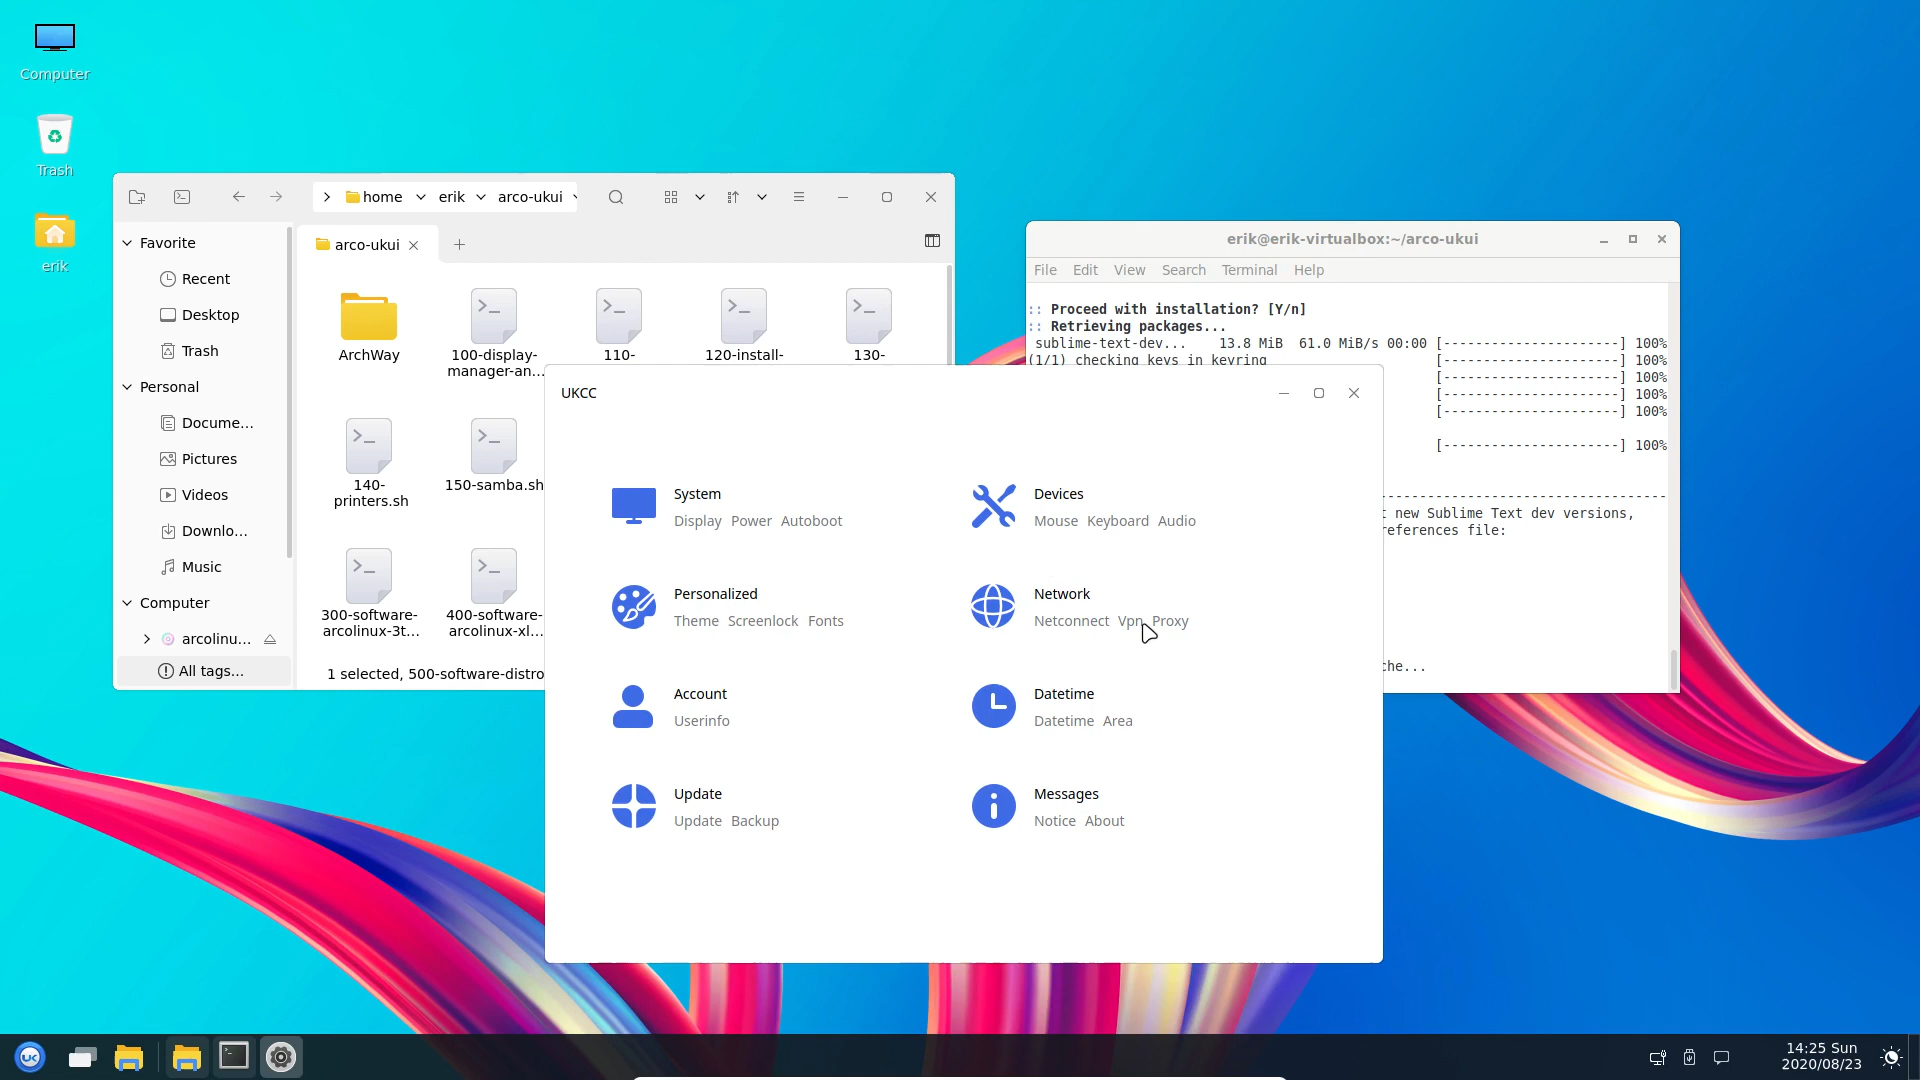 Computer
Trash
erik
home erik arco-ukui
arco-ukui
Favorite
Recent
Desktop
Trash
Personal
Docume...
Pictures
Videos
Downlo...
Music
Computer
arcolinu...
All tags...
ArchWay
100-display-
manager-an...
110-
120-install-
130-
140-
printers.sh
150-samba.sh
300-software-
arcolinux-3t...
400-software-
arcolinux-xl...
1 selected, 500-software-distro
erik@erik-virtualbox:~/arco-ukui
File Edit View Search Terminal Help
:: Proceed with installation? [Y/n]
:: Retrieving packages...
sublime-text-dev... 13.8 MiB 61.0 MiB/s 00:00 [----------------------] 100%
(1/1) checking keys in keyring [----------------------] 100%
[----------------------] 100%
[----------------------] 100%
[----------------------] 100%
[----------------------] 100%
-----------------------------------
t new Sublime Text dev versions,
references file:
che...
UKCC
System
Display Power Autoboot
Devices
Mouse Keyboard Audio
Personalized
Theme Screenlock Fonts
Network
Netconnect Vpn Proxy
Account
Userinfo
Datetime
Datetime Area
Update
Update Backup
Messages
Notice About
UK
14:25 Sun
2020/08/23